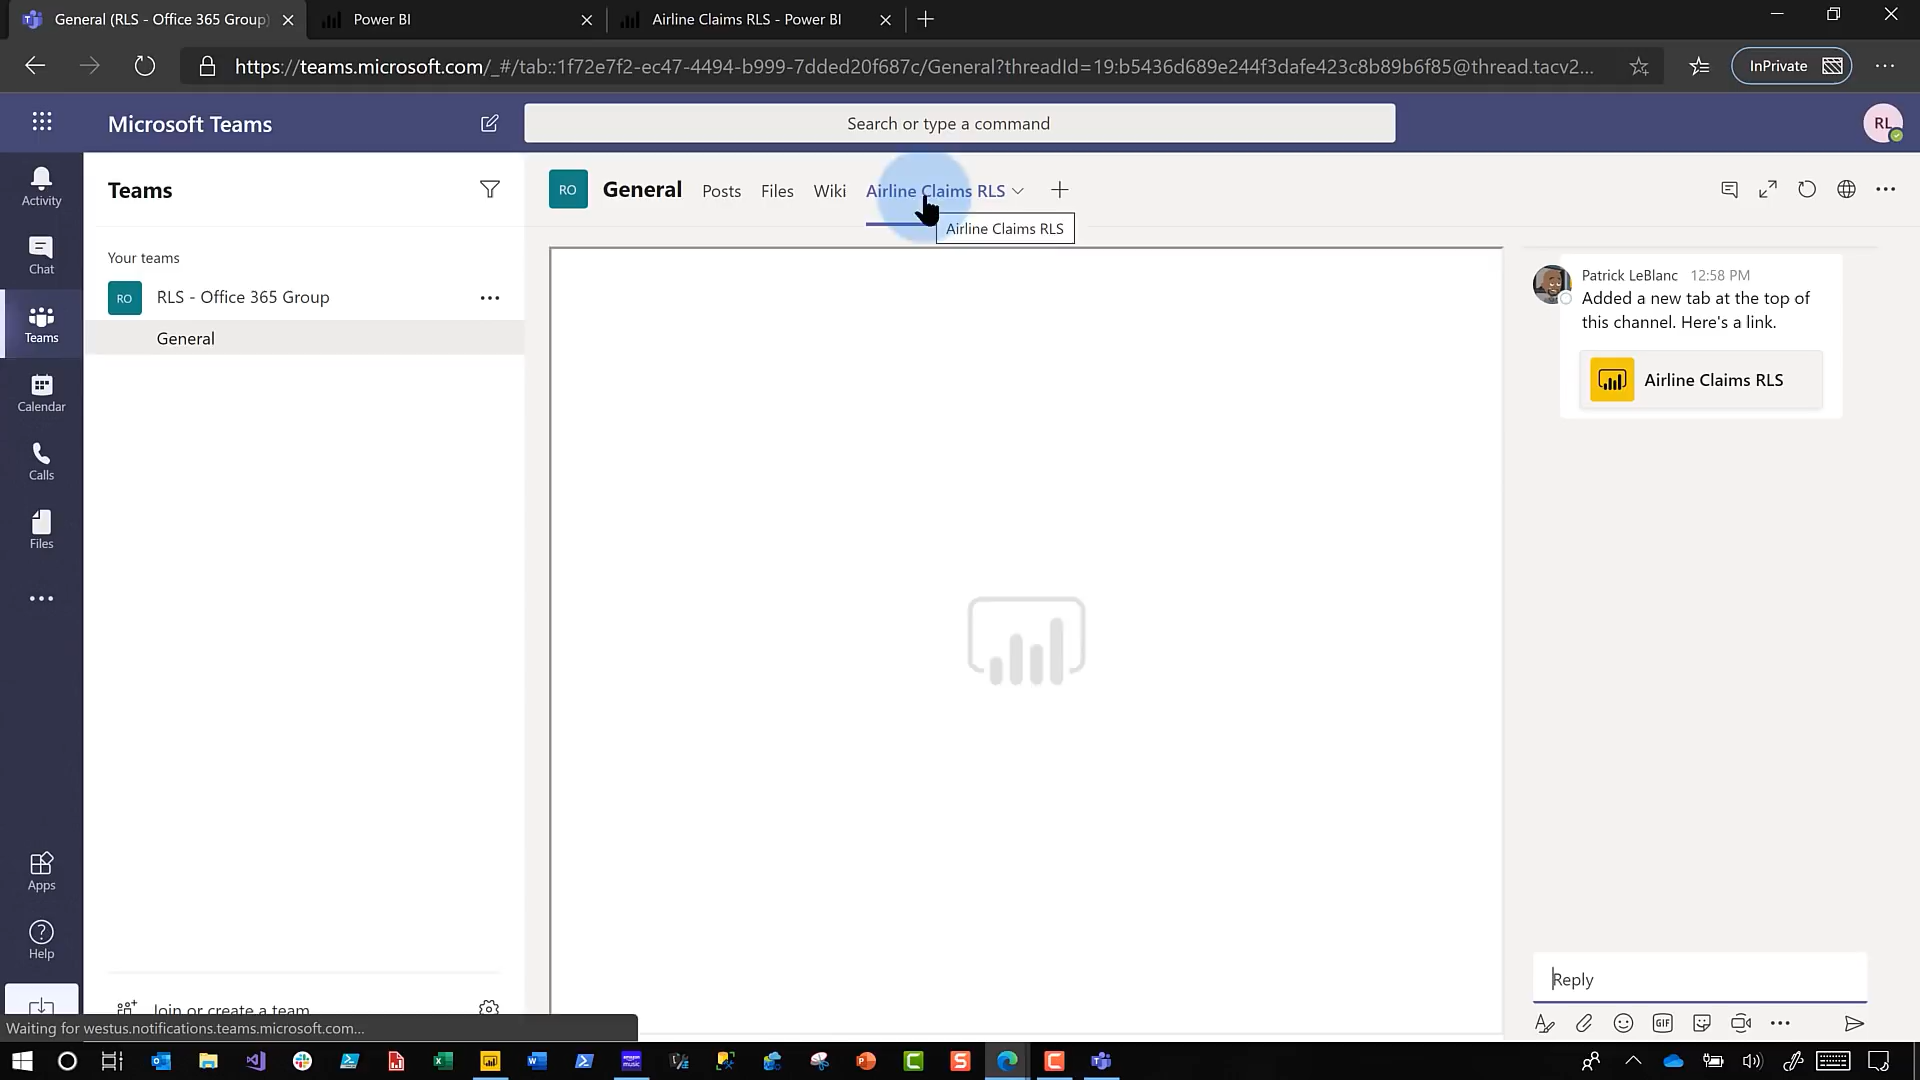 General (RLS - Office 365 Group)
Power BI
Airline Claims RLS - Power BI
https://teams.microsoft.com/_#/tab::1f72e7f2-ec47-4494-b999-7dded20f687c/General?threadId=19:b5436d689e244f3dafe423c8b89b6f85@thread.tacv2...
InPrivate
Microsoft Teams
Search or type a command
RL
Activity
Chat
Teams
Calendar
Calls
Files
Apps
Help
Teams
Your teams
RO
RLS - Office 365 Group
General
Join or create a team
RO
General
Posts
Files
Wiki
Airline Claims RLS
Airline Claims RLS
Patrick LeBlanc 12:58 PM
Added a new tab at the top of
this channel. Here's a link.
Airline Claims RLS
Reply
GIF
Waiting for westus.notifications.teams.microsoft.com...